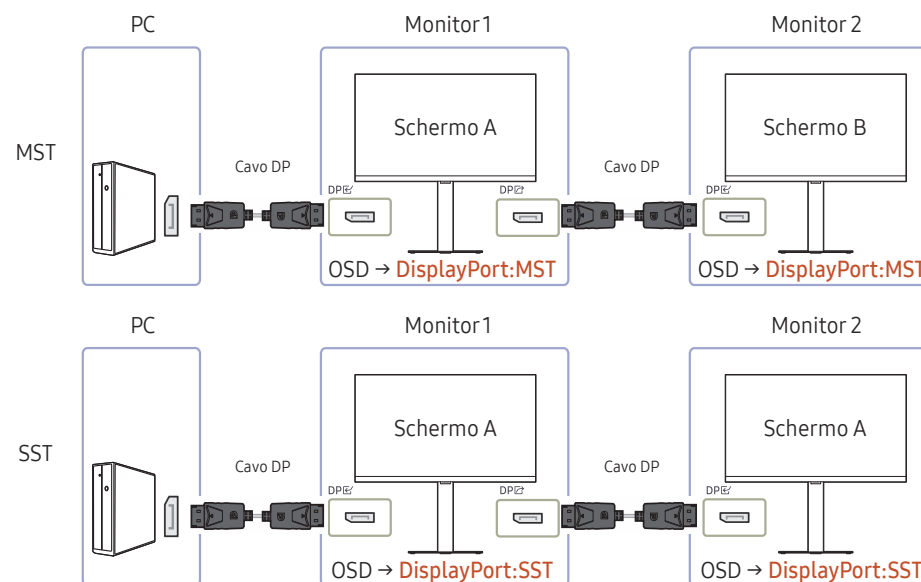 PC Monitor 1 Monitor 2
MST
Schermo A
Schermo B
Cavo DP
Cavo DP
DP
DP
DP
OSD → DisplayPort:MST
OSD → DisplayPort:MST
PC Monitor 1 Monitor 2
SST
Schermo A
Schermo A
Cavo DP
Cavo DP
DP
DP
DP
OSD → DisplayPort:SST
OSD → DisplayPort:SST